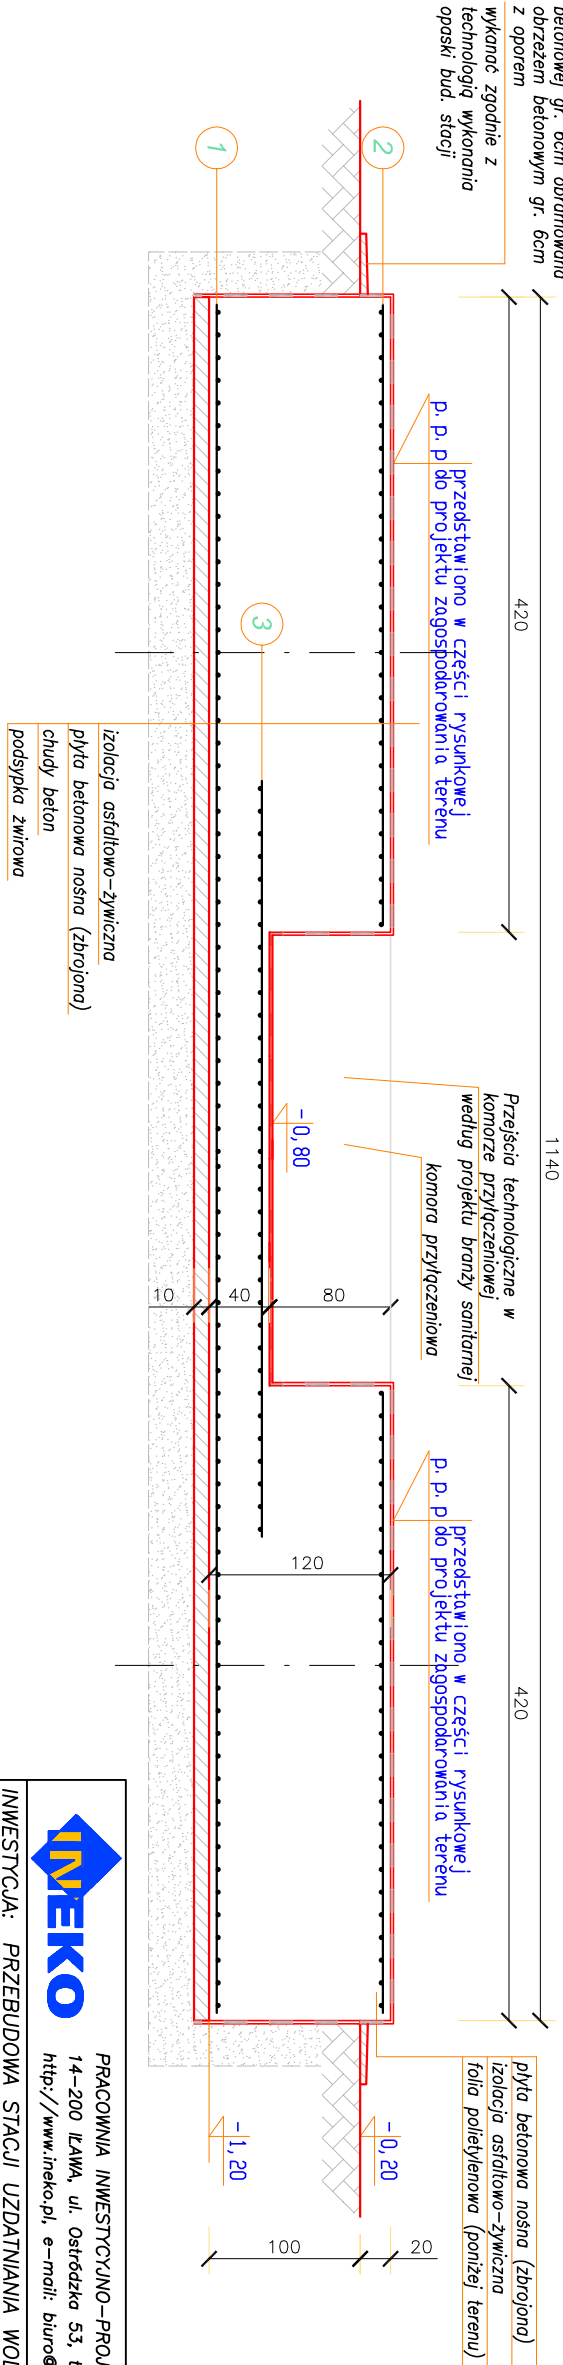 betonowej gr. 6cm obramowana
obrzeżem betonowym gr. 6cm
z oporem
wykanać zgodnie z
technologią wykonania
opaski bud. stacji
1140
420
420
2
1
3
przedstawiono w części rysunkowej
p. p. p do projektu zagospodarowania terenu
Przejścia technologiczne w
komorze przyłączeniowej
według projektu branży sanitarnej
komora przyłączeniowa
-0,80
10
40
80
przedstawiono w części rysunkowej
p. p. p do projektu zagospodarowania terenu
120
płyta betonowa nośna (zbrojona)
izolacja asfaltowo-żywiczna
folia polietylenowa (poniżej terenu)
-0,20
-1,20
100
20
izolacja asfaltowo-żywiczna
płyta betonowa nośna (zbrojona)
chudy beton
podsypka żwirowa
INEKO
PRACOWNIA INWESTYCYJNO-PROJ
14-200 IŁAWA, ul. Ostródzka 53, t
http://www.ineko.pl, e-mail: biuro@
INWESTYCJA: PRZEBUDOWA STACJI UZDATNIANIA WOD